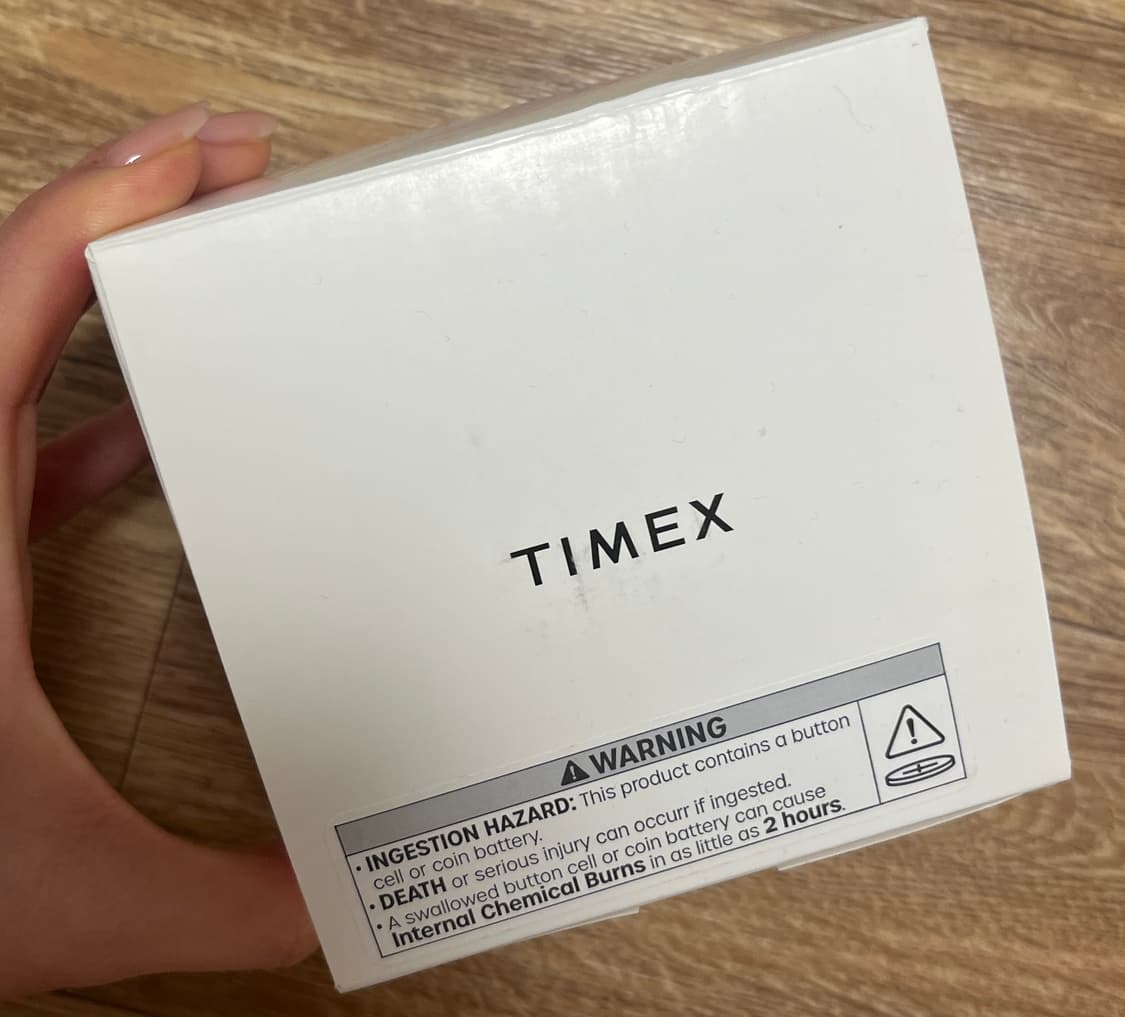 TIMEX
⚠ WARNING
• INGESTION HAZARD: This product contains a button
cell or coin battery.
• DEATH or serious injury can occurr if ingested.
• A swallowed button cell or coin battery can cause
Internal Chemical Burns in as little as 2 hours.